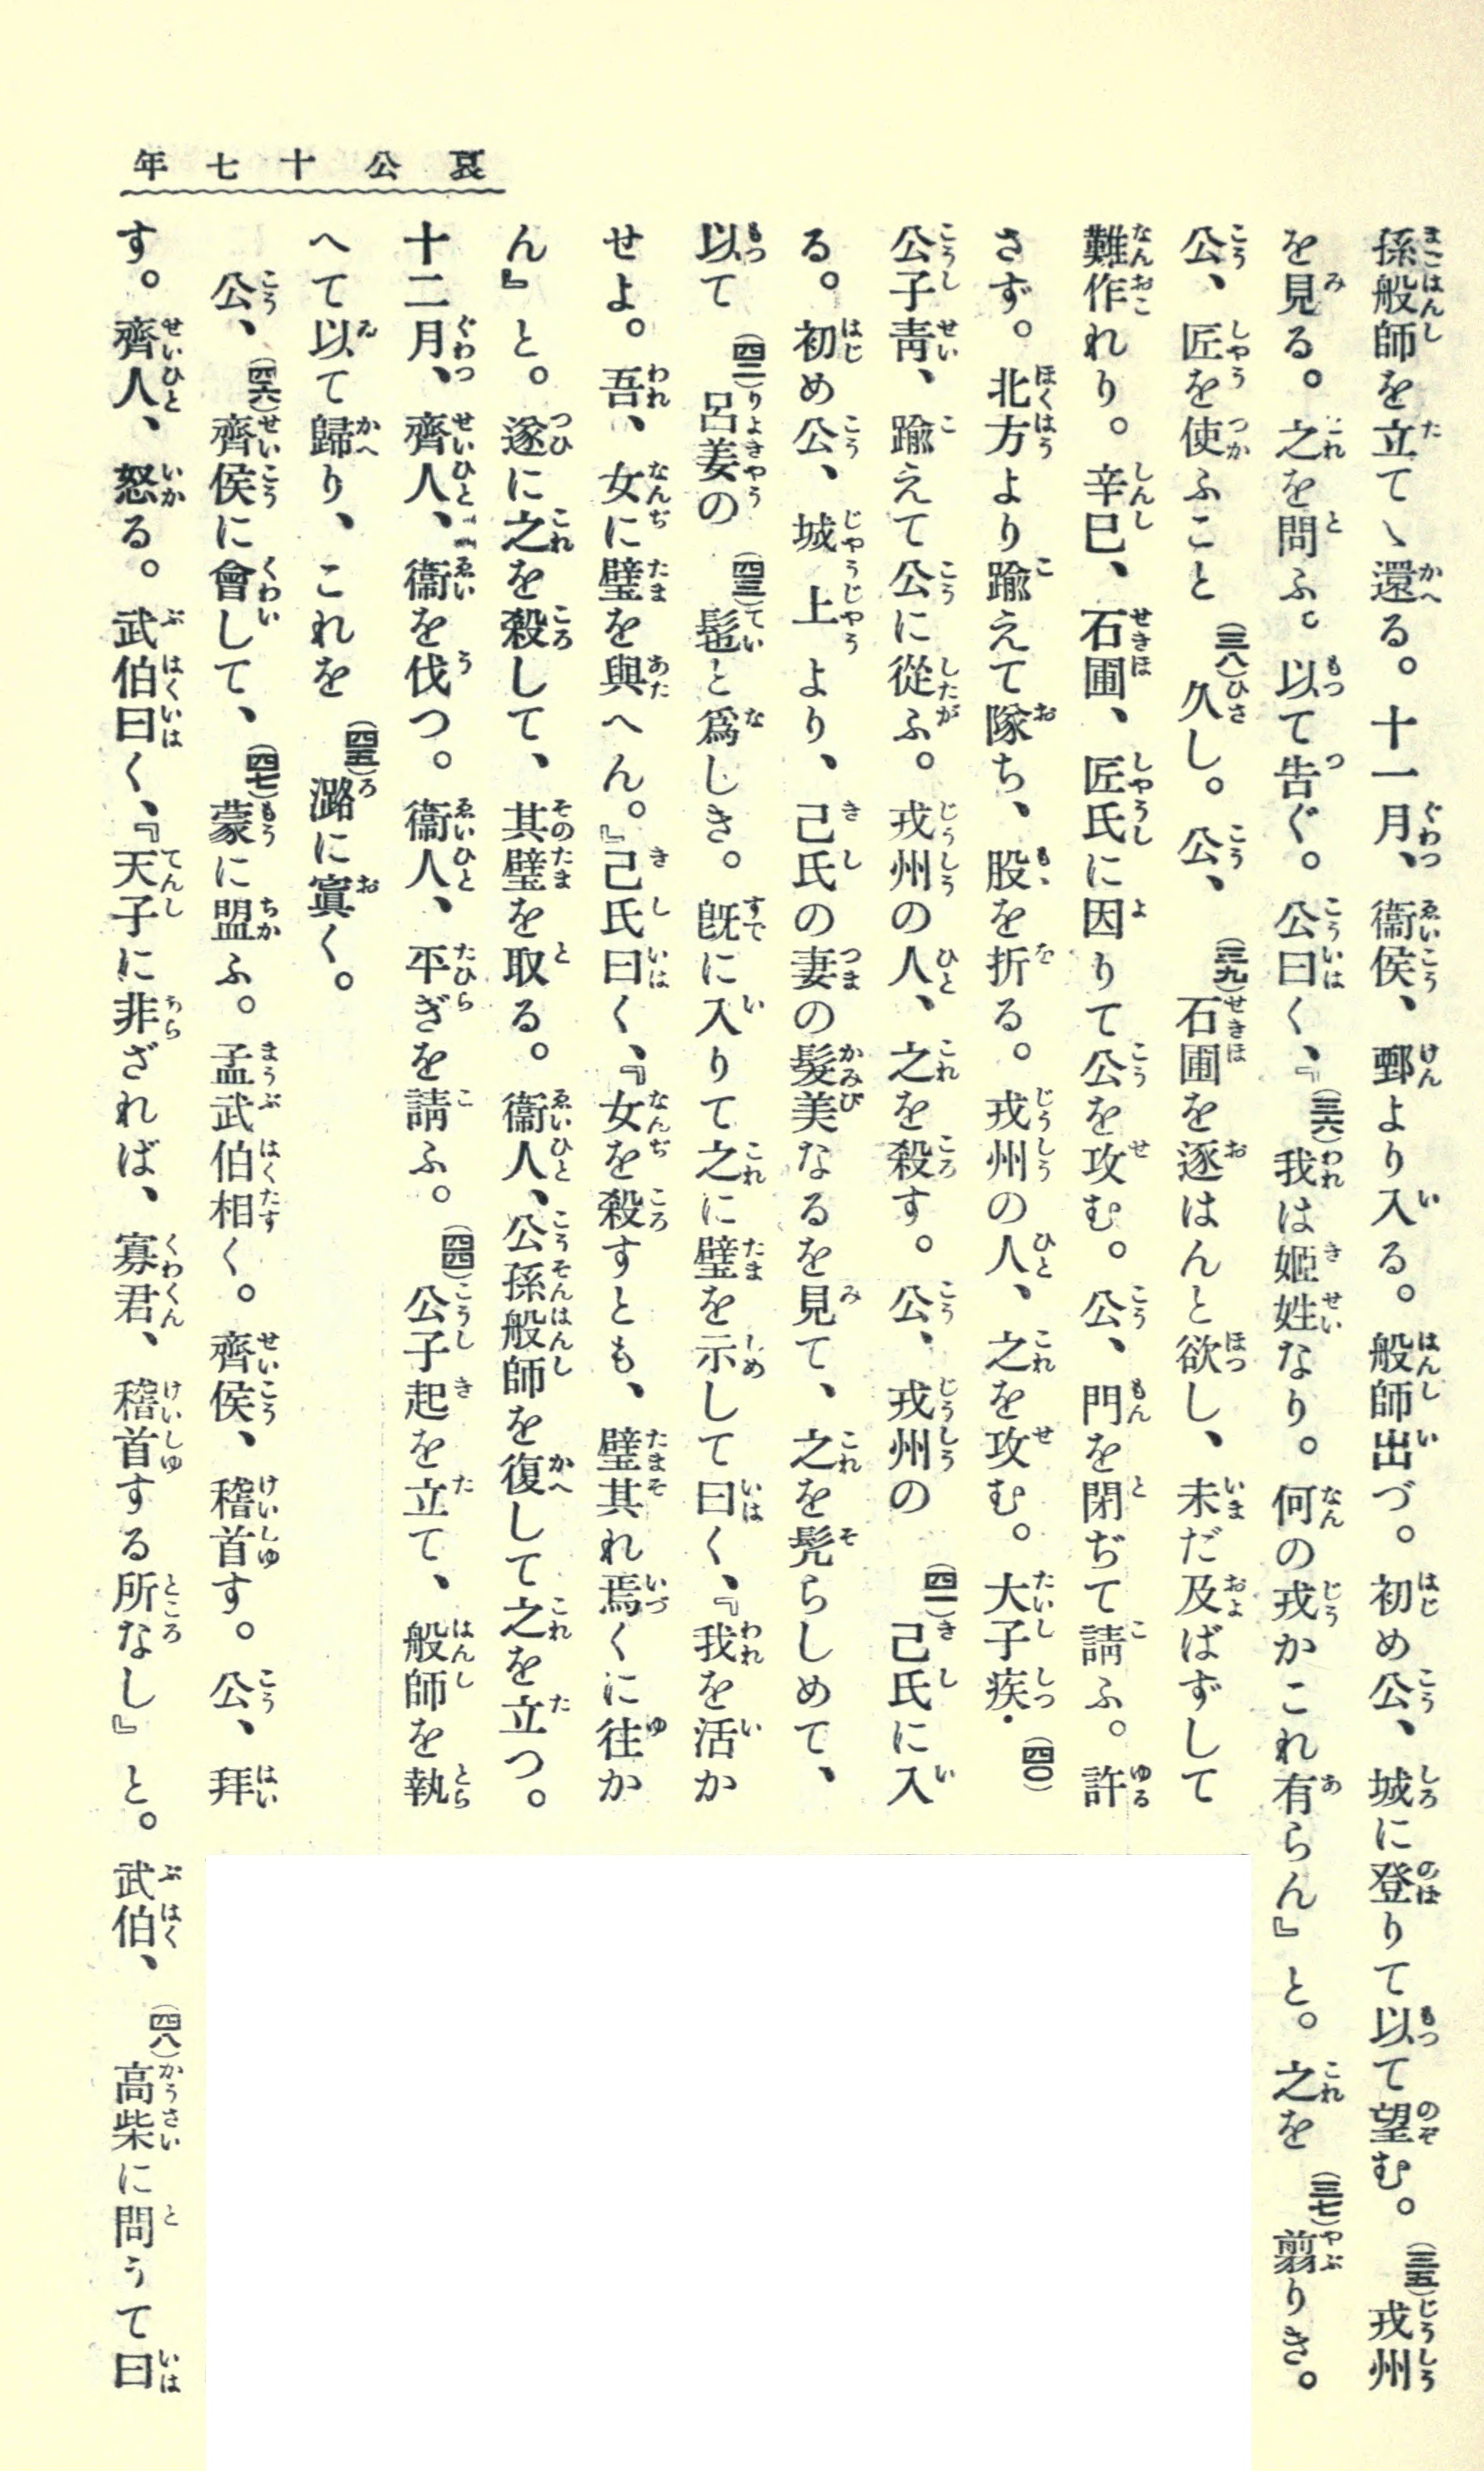 哀公十七年
孫般師を立てゝ還る。十一月、衞侯、鄄より入る。般師出づ。初め公、城に登りて以て望む。(三五)戎州
を見る。之を問ふ。以て告ぐ。公曰く、『(三六)我は姬姓なり。何の戎かこれ有らん』と。之を(三七)翦りき。
公、匠を使ふこと(三八)久し。公、(三九)石圃を逐はんと欲し、未だ及ばずして
難作れり。辛巳、石圃、匠氏に因りて公を攻む。公、門を閉ぢて請ふ。許
さず。北方より踰えて隊ち、股を折る。戎州の人、之を攻む。大子疾・(四〇)
公子靑、踰えて公に從ふ。戎州の人、之を殺す。公、戎州の(四一)己氏に入
る。初め公、城上より、己氏の妻の髮美なるを見て、之を髡らしめて、
以て(四二)呂姜の(四三)髢と爲しき。旣に入りて之に璧を示して曰く、『我を活か
せよ。吾、女に璧を與へん。』己氏曰く、『女を殺すとも、璧其れ焉くに往か
ん』と。遂に之を殺して、其璧を取る。衞人、公孫般師を復して之を立つ。
十二月、齊人、衞を伐つ。衞人、平ぎを請ふ。(四四)公子起を立て、般師を執
へて以て歸り、これを(四五)潞に寘く。
公、(四六)齊侯に會して、(四七)蒙に盟ふ。孟武伯相く。齊侯、稽首す。公、拜
す。齊人、怒る。武伯曰く、『天子に非ざれば、寡君、稽首する所なし』と。武伯、(四八)高柴に問うて曰